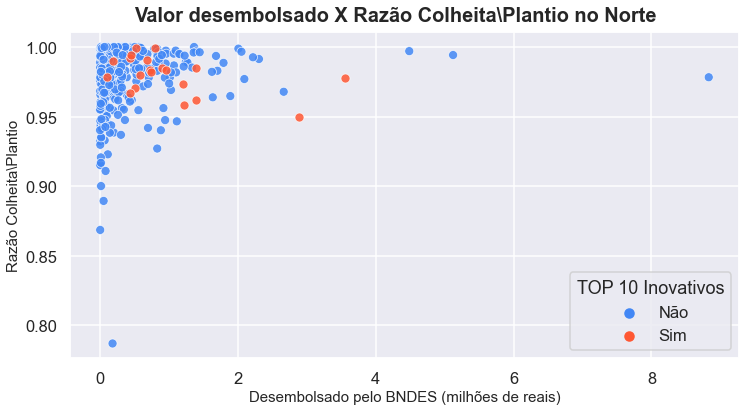 Valor desembolsado X Razão Colheita\Plantio no Norte
1.00
0.95
0.90
0.85
0.80
Razão Colheita\Plantio
TOP 10 Inovativos
Não
Sim
0 2 4 6 8
Desembolsado pelo BNDES (milhões de reais)